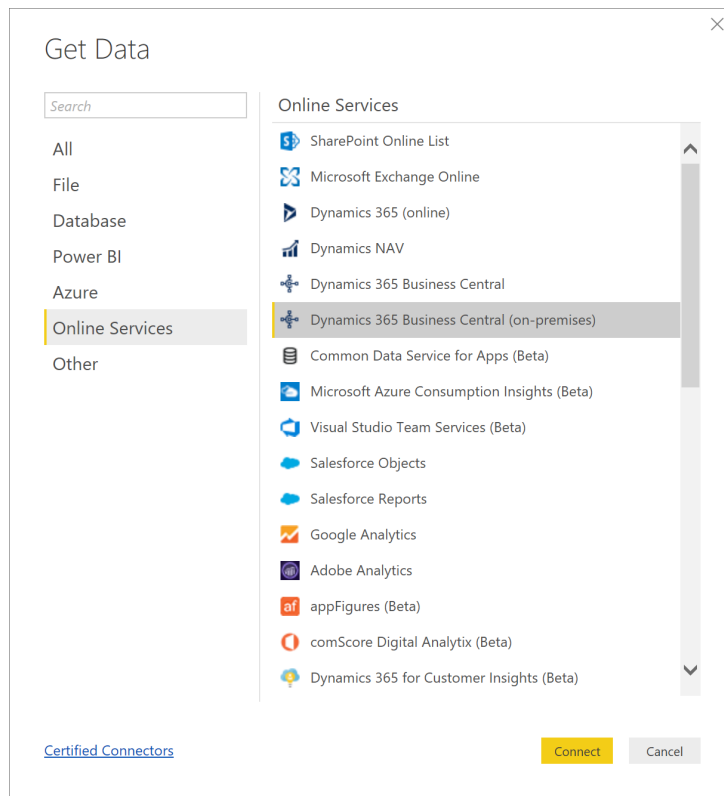 Get Data
Search
All
File
Database
Power BI
Azure
Online Services
Other
Online Services
SharePoint Online List
Microsoft Exchange Online
Dynamics 365 (online)
Dynamics NAV
Dynamics 365 Business Central
Dynamics 365 Business Central (on-premises)
Common Data Service for Apps (Beta)
Microsoft Azure Consumption Insights (Beta)
Visual Studio Team Services (Beta)
Salesforce Objects
Salesforce Reports
Google Analytics
Adobe Analytics
af appFigures (Beta)
comScore Digital Analytix (Beta)
Dynamics 365 for Customer Insights (Beta)
Certified Connectors
Connect
Cancel